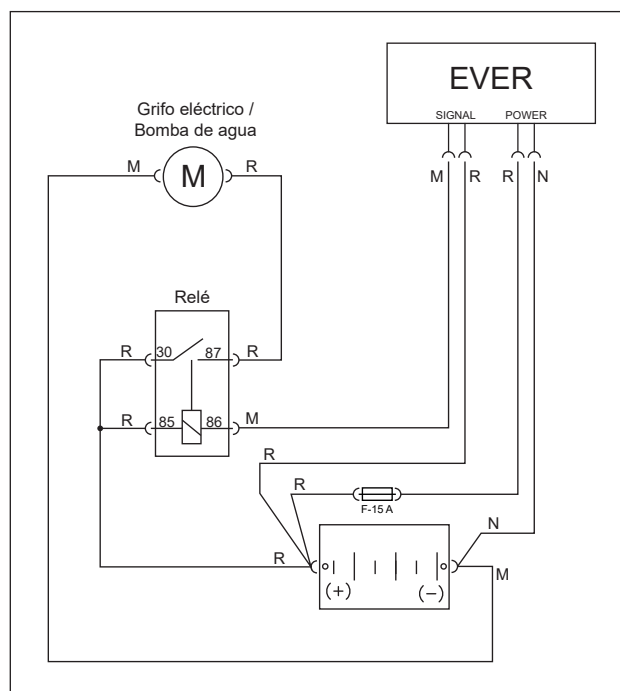 EVER
SIGNAL POWER
Grifo eléctrico /
Bomba de agua
M R M R R N
M
Relé
R 30 87 R
R 85 86 M
R
R
F-15 A
N
R
M
(+) (-)